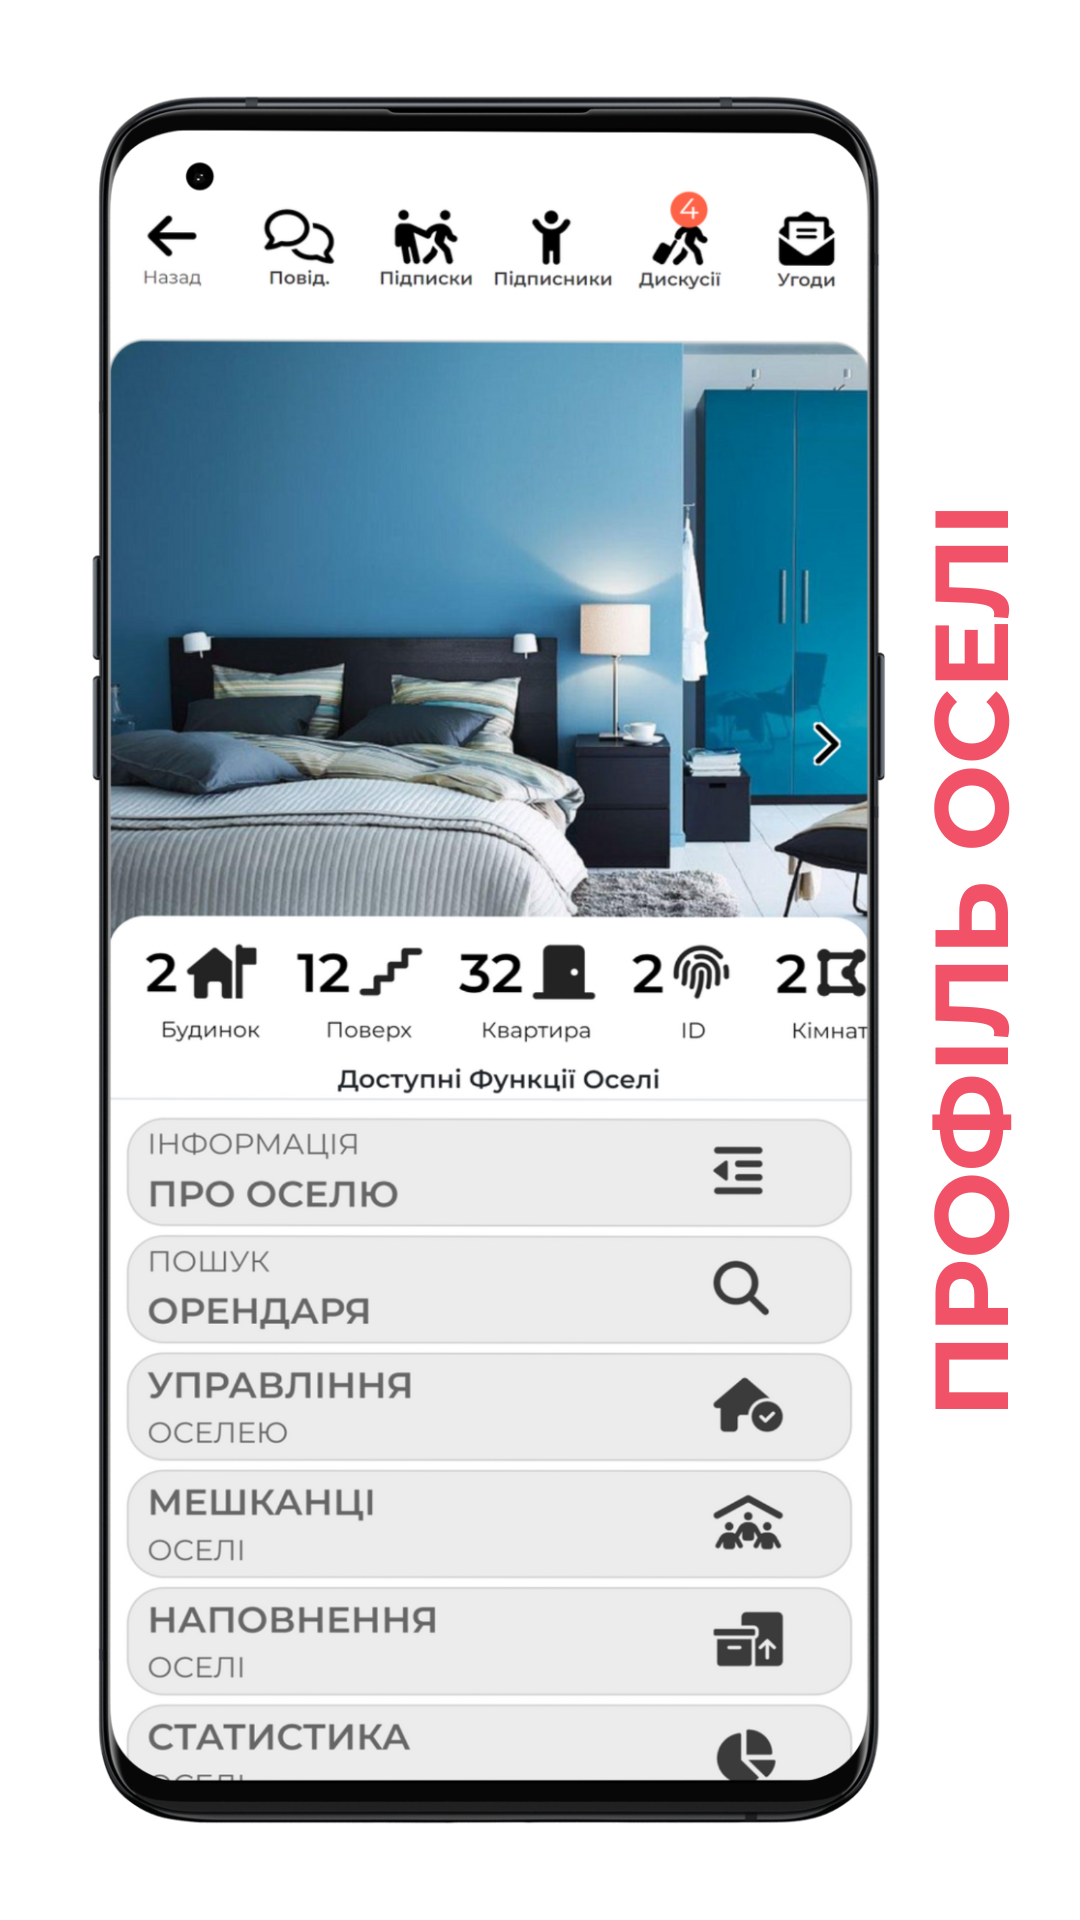 4
Назад
Повід.
Підписки
Підписники
Дискусії
Угоди
2
12
32
2
2
Будинок
Поверх
Квартира
ID
Кімнат
Доступні Функції Оселі
ІНФОРМАЦІЯ
ПРО ОСЕЛЮ
ПОШУК
ОРЕНДАРЯ
УПРАВЛІННЯ
ОСЕЛЕЮ
МЕШКАНЦІ
ОСЕЛІ
НАПОВНЕННЯ
ОСЕЛІ
СТАТИСТИКА
ОСЕЛІ
ПРОФІЛЬ ОСЕЛІ